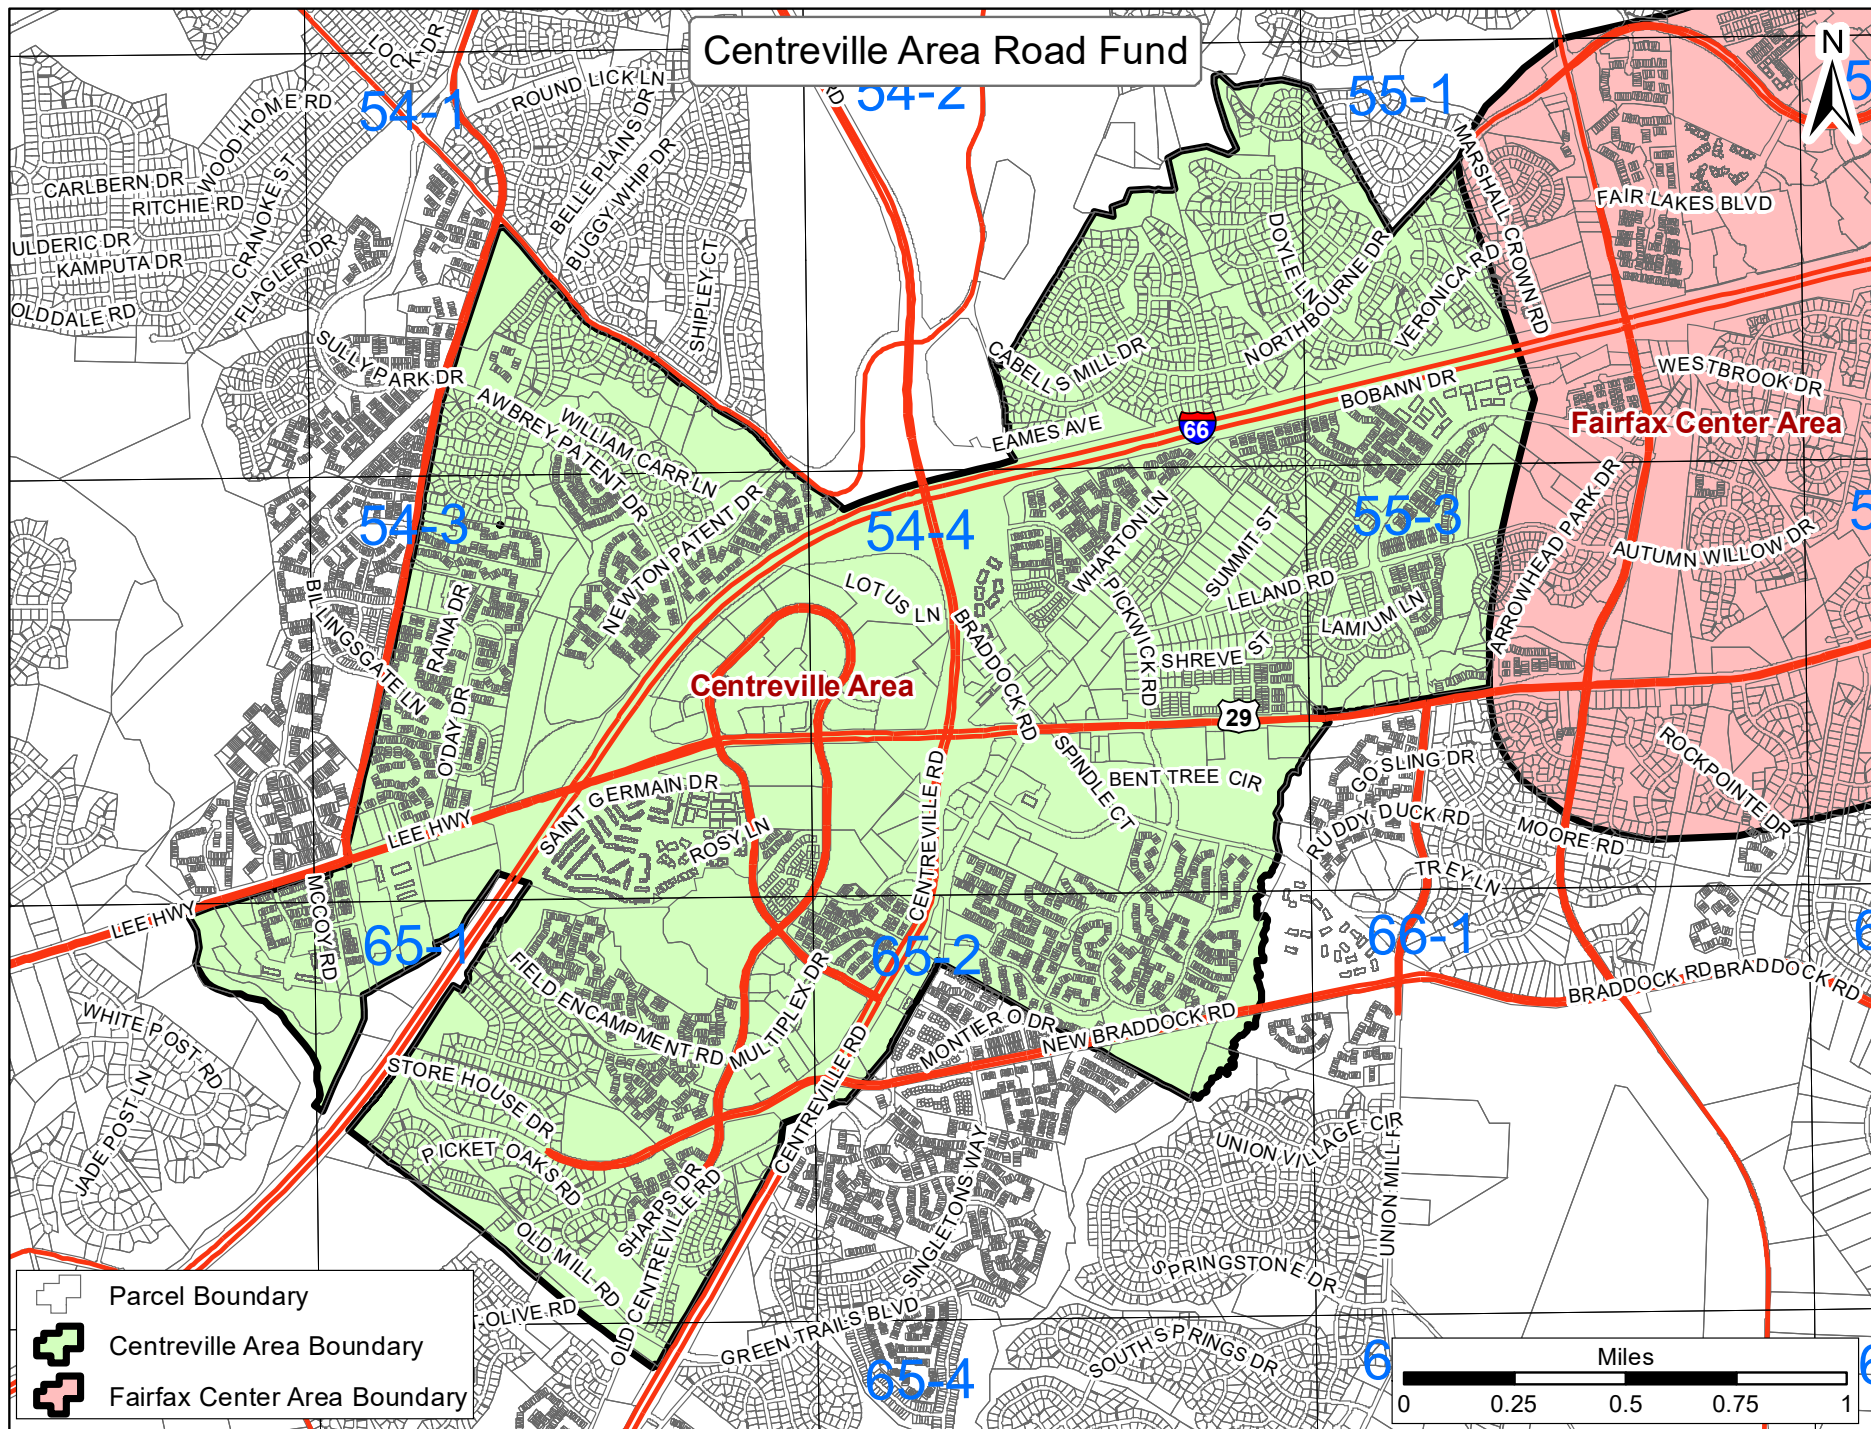 Centreville Area Road Fund
N
LOCK DR
ROUND LICK LN
54-1
54-2
55-1
RD
WOOD HOME RD
BELLE PLAINS DR
BUGGY WHIP DR
MARSHALL CROWN RD
CARLBERN DR
RITCHIE RD
CRANOKE ST
FAIR LAKES BLVD
ULDERIC DR
KAMPUTA DR
FLAGLER DR
SHIPLEY CT
DOYLE LN
NORTHBOURNE DR
VERONICA RD
OLDDALE RD
SULLY PARK DR
CABELLS MILL DR
WESTBROOK DR
AWBREY PATENT DR
WILLIAM CARR LN
EAMES AVE
66
BOBANN DR
Fairfax Center Area
NEWTON PATENT DR
54-3
54-4
55-3
WHARTON LN
SUMMIT ST
ARROWHEAD PARK DR
AUTUMN WILLOW DR
BILLINGSGATE LN
RAINA DR
LOTUS LN
BRADDOCK RD
PICKWICK RD
LELAND RD
LAMIUM LN
SHREVE ST
Centreville Area
O'DAY DR
29
SPINDLE CT
BENT TREE CIR
GOSLING DR
ROCKPOINTE DR
SAINT GERMAIN DR
LEE HWY
ROSY LN
CENTREVILLE RD
RUDDY DUCK RD
MOORE RD
TREY LN
LEE HWY
MCCOY RD
65-1
65-2
66-1
FIELD ENCAMPMENT RD
MULTIPLEX DR
BRADDOCK RD
BRADDOCK RD
WHITE POST RD
MONTIERO DR
NEW BRADDOCK RD
STORE HOUSE DR
CENTREVILLE RD
JADE POST LN
PICKET OAKS RD
UNION VILLAGE CIR
SHARPS DR
CENTREVILLE RD
SINGLETONS WAY
UNION MILL R
OLD MILL RD
OLD CENTREVILLE RD
SPRINGSTONE DR
OLIVE RD
GREEN TRAILS BLVD
SOUTH SPRINGS DR
65-4
Parcel Boundary
Centreville Area Boundary
Fairfax Center Area Boundary
Miles
0 0.25 0.5 0.75 1